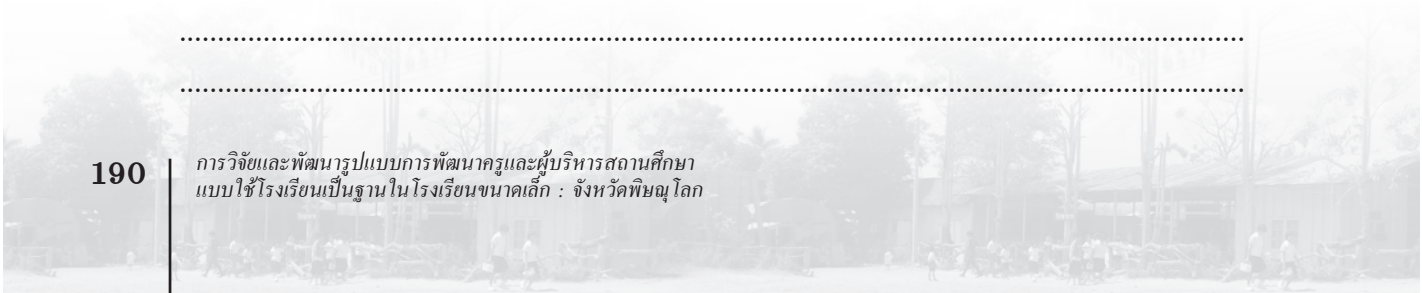 ....................................................................................................................................................
....................................................................................................................................................
190
การวิจัยและพัฒนารูปแบบการพัฒนาครูและผู้บริหารสถานศึกษา
แบบใช้โรงเรียนเป็นฐานในโรงเรียนขนาดเล็ก : จังหวัดพิษณุโลก